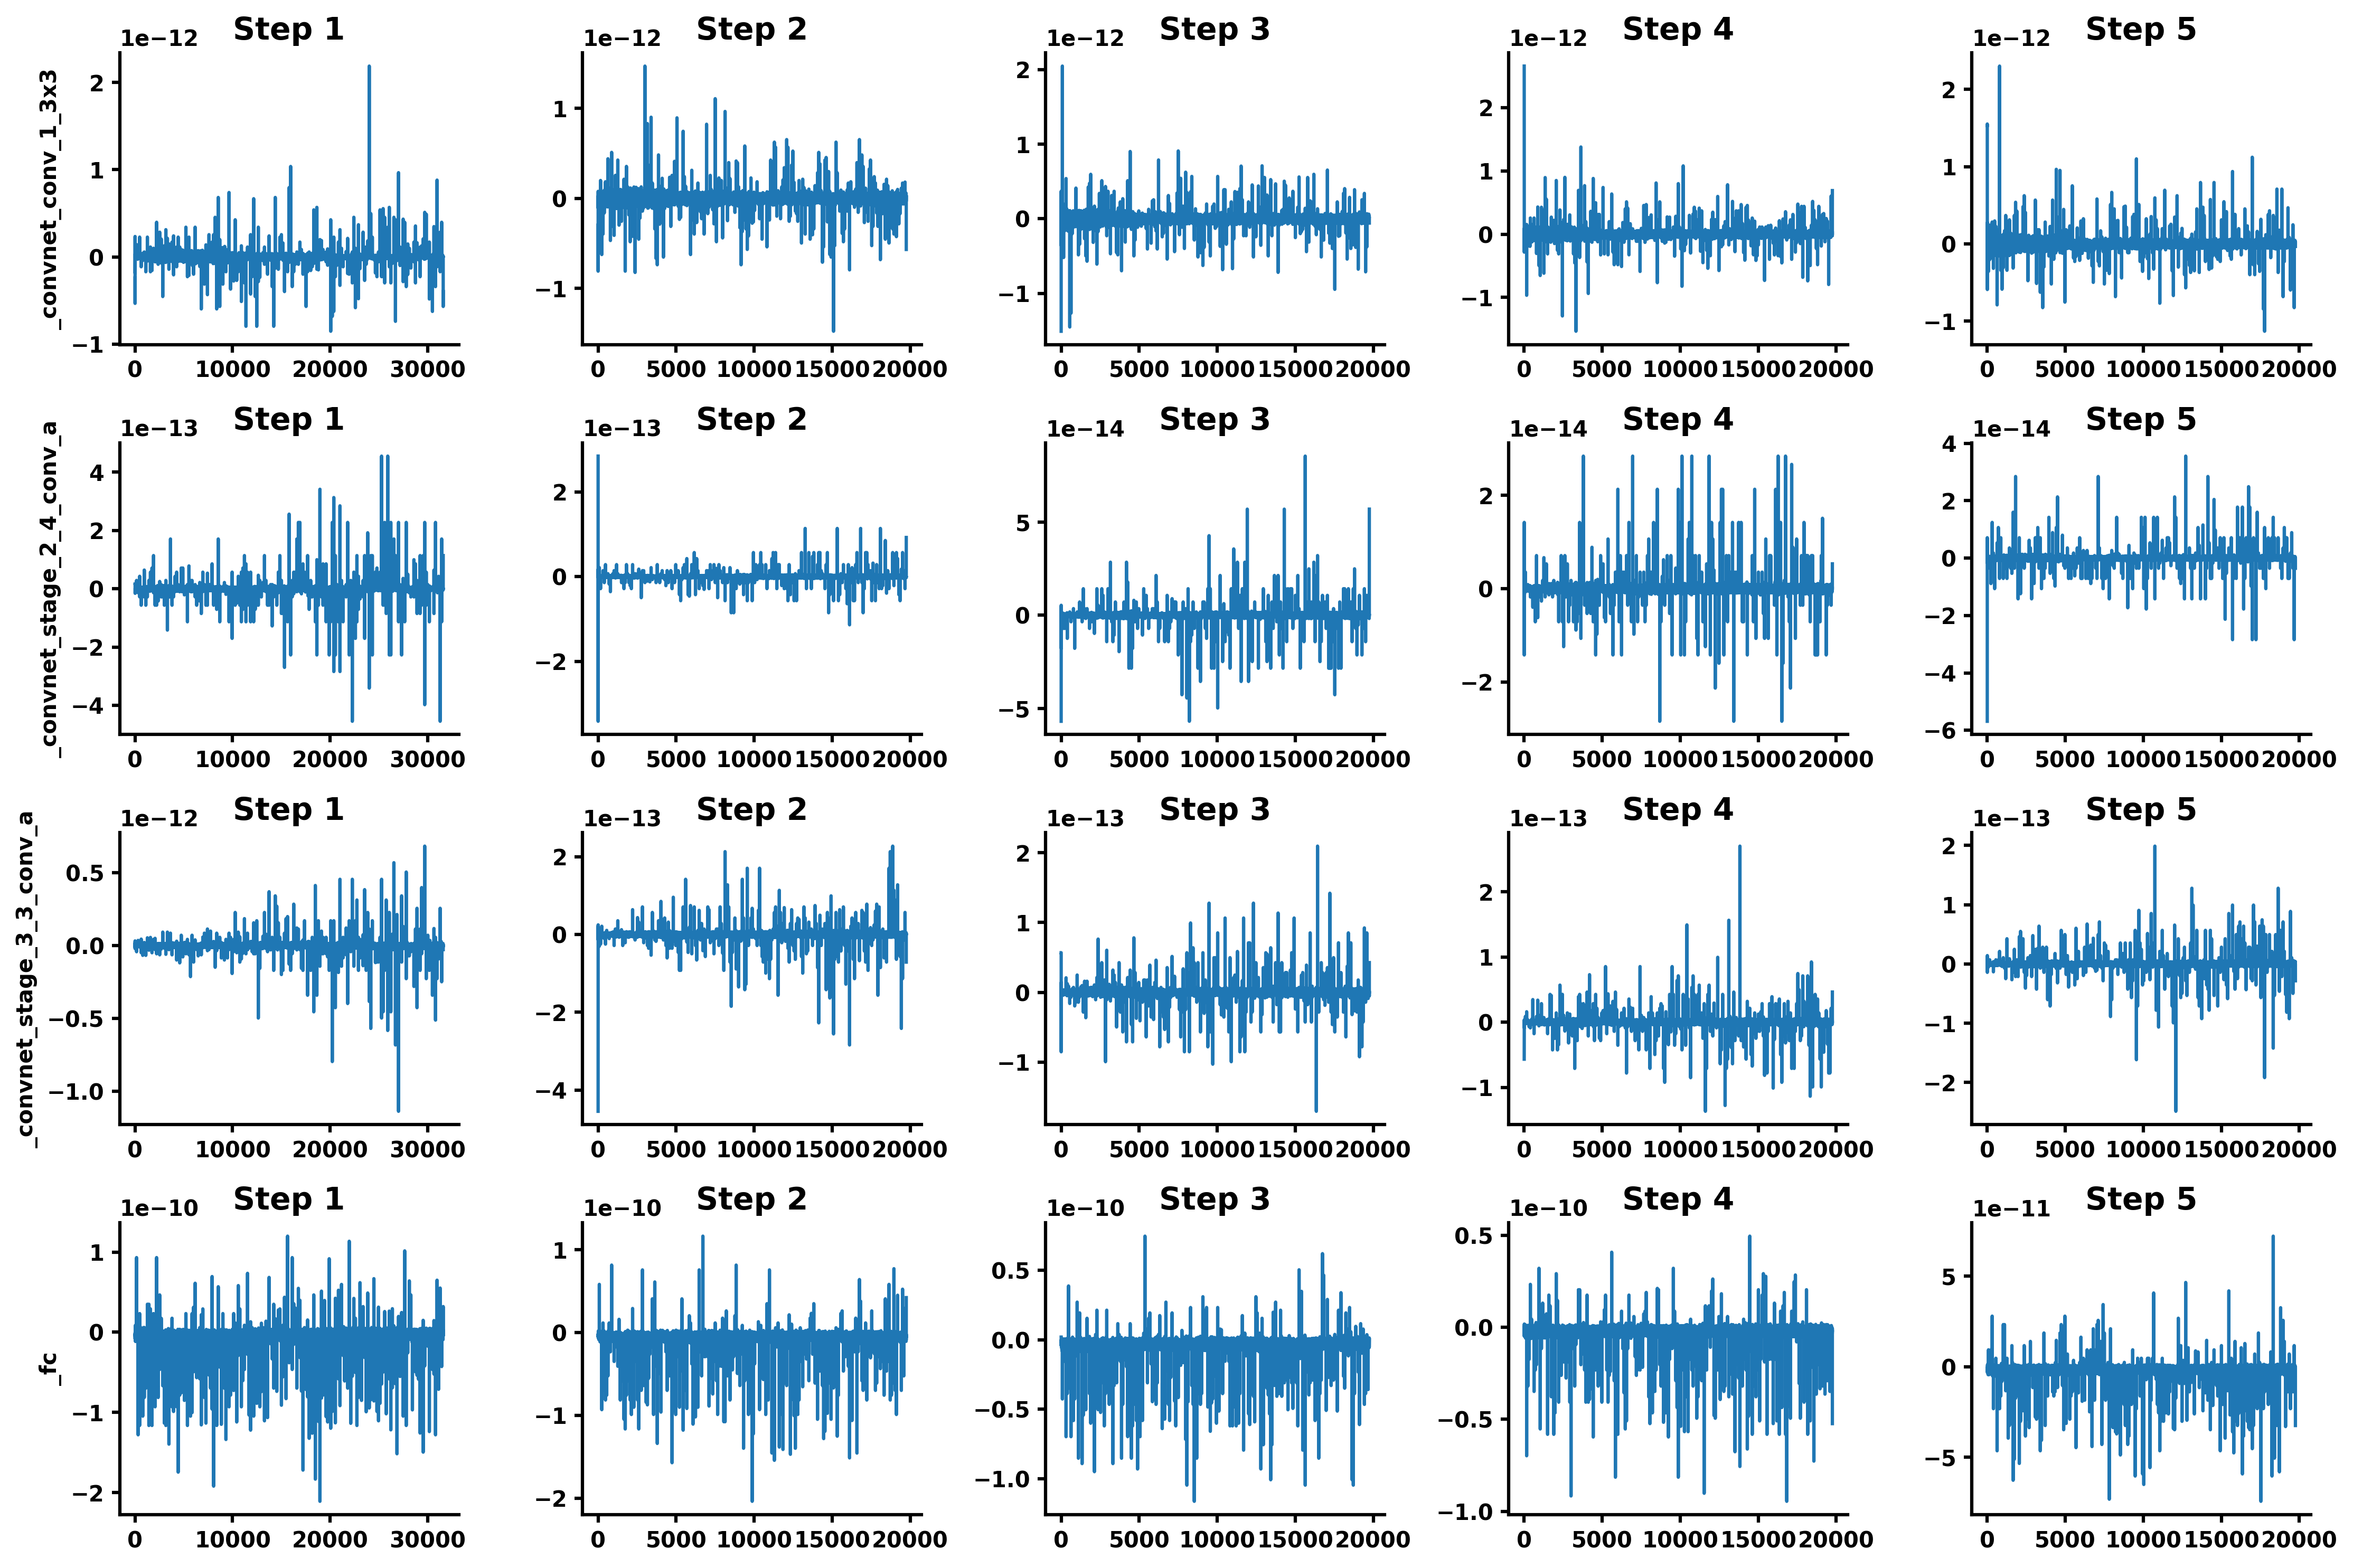 Step 1 Step 2 Step 3 Step 4 Step 5
1e−12 1e−12 1e−12 1e−12 1e−12
_convnet_conv_1_3x3
2 1 0 −1
1 0 −1
2 1 0 −1
2 1 0 −1
2 1 0 −1
0 10000 20000 30000
0 5000 10000 15000 20000
0 5000 10000 15000 20000
0 5000 10000 15000 20000
0 5000 10000 15000 20000
Step 1 Step 2 Step 3 Step 4 Step 5
1e−13 1e−13 1e−14 1e−14 1e−14
_convnet_stage_2_4_conv_a
4 2 0 −2 −4
2 0 −2
5 0 −5
2 0 −2
4 2 0 −2 −4 −6
0 10000 20000 30000
0 5000 10000 15000 20000
0 5000 10000 15000 20000
0 5000 10000 15000 20000
0 5000 10000 15000 20000
Step 1 Step 2 Step 3 Step 4 Step 5
1e−12 1e−13 1e−13 1e−13 1e−13
_convnet_stage_3_3_conv_a
0.5 0.0 −0.5 −1.0
2 0 −2 −4
2 1 0 −1
2 1 0 −1
2 1 0 −1 −2
0 10000 20000 30000
0 5000 10000 15000 20000
0 5000 10000 15000 20000
0 5000 10000 15000 20000
0 5000 10000 15000 20000
Step 1 Step 2 Step 3 Step 4 Step 5
1e−10 1e−10 1e−10 1e−10 1e−11
_fc
1 0 −1 −2
1 0 −1 −2
0.5 0.0 −0.5 −1.0
0.5 0.0 −0.5 −1.0
5 0 −5
0 10000 20000 30000
0 5000 10000 15000 20000
0 5000 10000 15000 20000
0 5000 10000 15000 20000
0 5000 10000 15000 20000